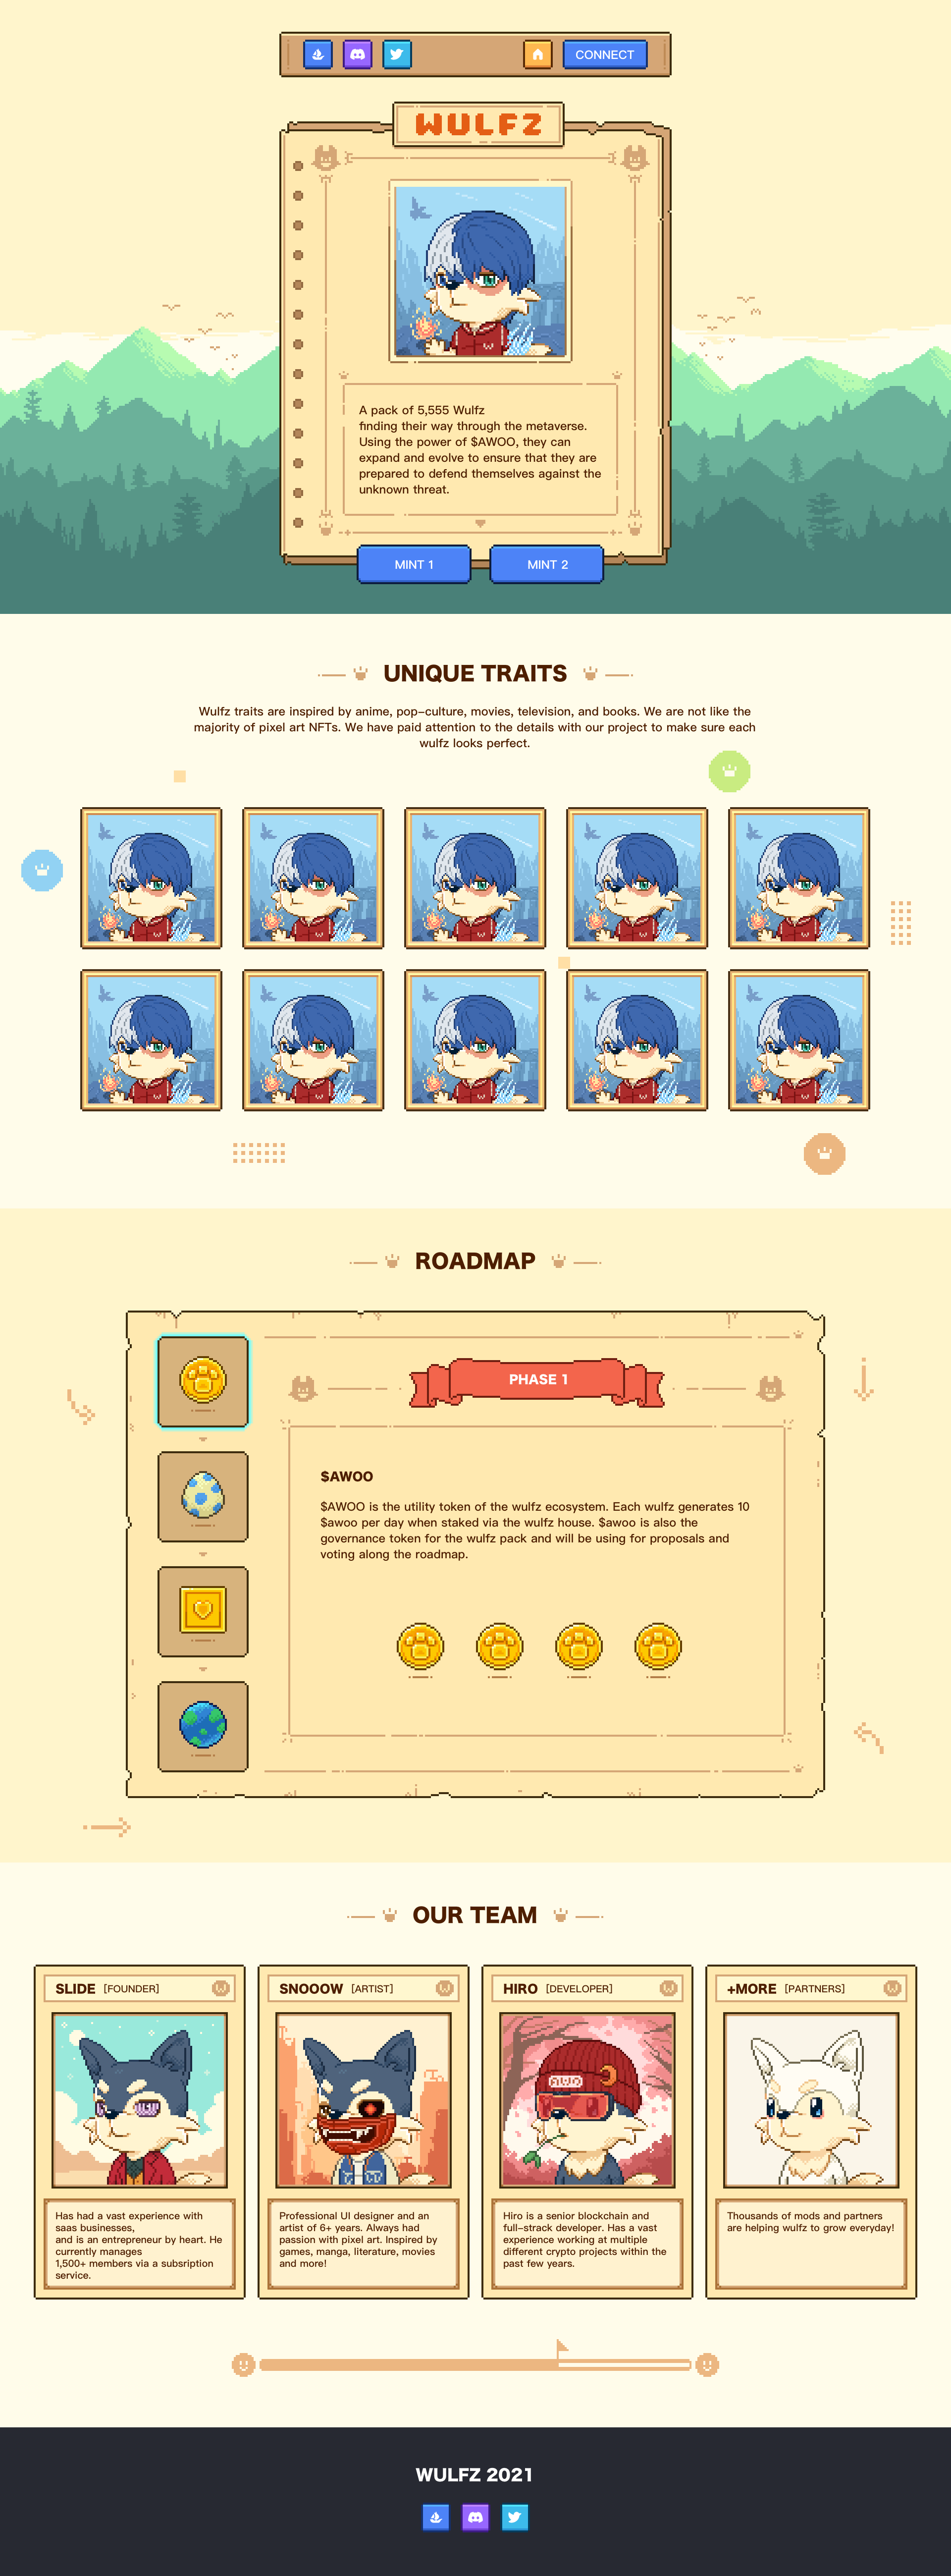 CONNECT
WULFZ
A pack of 5,555 Wulfz
finding their way through the metaverse.
Using the power of $AWOO, they can
expand and evolve to ensure that they are
prepared to defend themselves against the
unknown threat.
MINT 1
MINT 2
UNIQUE TRAITS
Wulfz traits are inspired by anime, pop-culture, movies, television, and books. We are not like the
majority of pixel art NFTs. We have paid attention to the details with our project to make sure each
wulfz looks perfect.
ROADMAP
PHASE 1
$AWOO
$AWOO is the utility token of the wulfz ecosystem. Each wulfz generates 10
$awoo per day when staked via the wulfz house. $awoo is also the
governance token for the wulfz pack and will be using for proposals and
voting along the roadmap.
OUR TEAM
SLIDE [FOUNDER]
Has had a vast experience with
saas businesses,
and is an entrepreneur by heart. He
currently manages
1,500+ members via a subsription
service.
SNOOOW [ARTIST]
Professional UI designer and an
artist of 6+ years. Always had
passion with pixel art. Inspired by
games, manga, literature, movies
and more!
HIRO [DEVELOPER]
Hiro is a senior blockchain and
full-strack developer. Has a vast
experience working at multiple
different crypto projects within the
past few years.
+MORE [PARTNERS]
Thousands of mods and partners
are helping wulfz to grow everyday!
WULFZ 2021